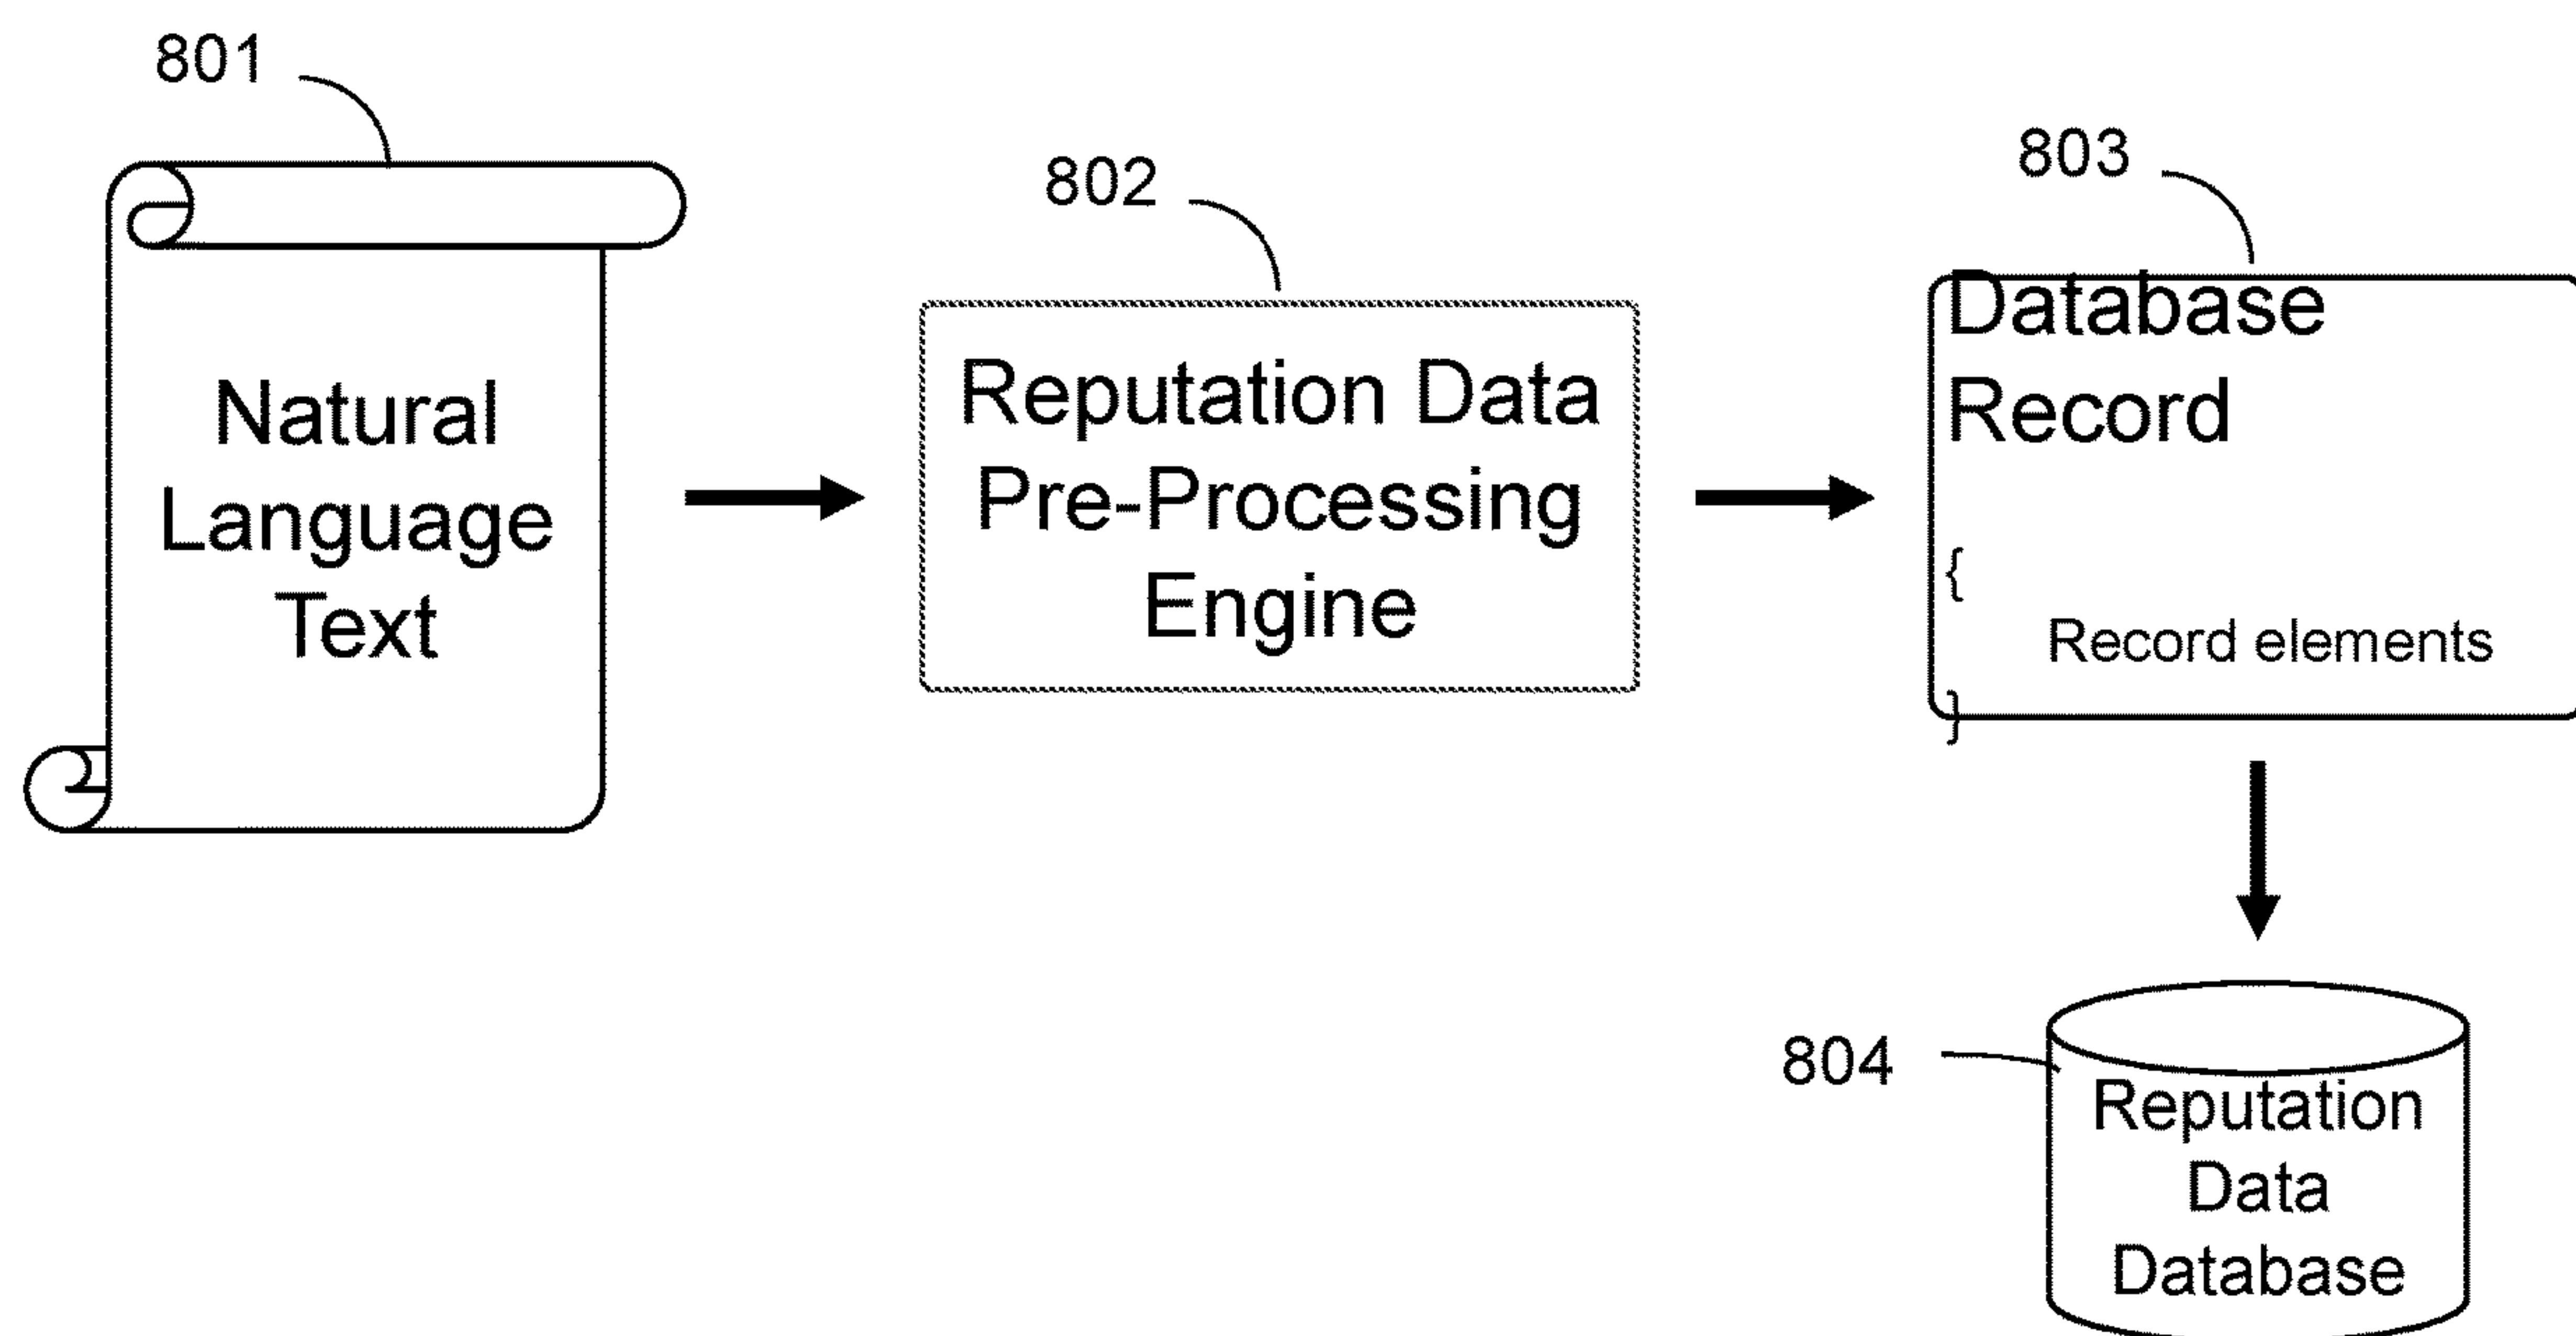 801
Natural
Language
Text
802
Reputation Data
Pre-Processing
Engine
803
Database
Record
{
Record elements
}
804
Reputation
Data
Database